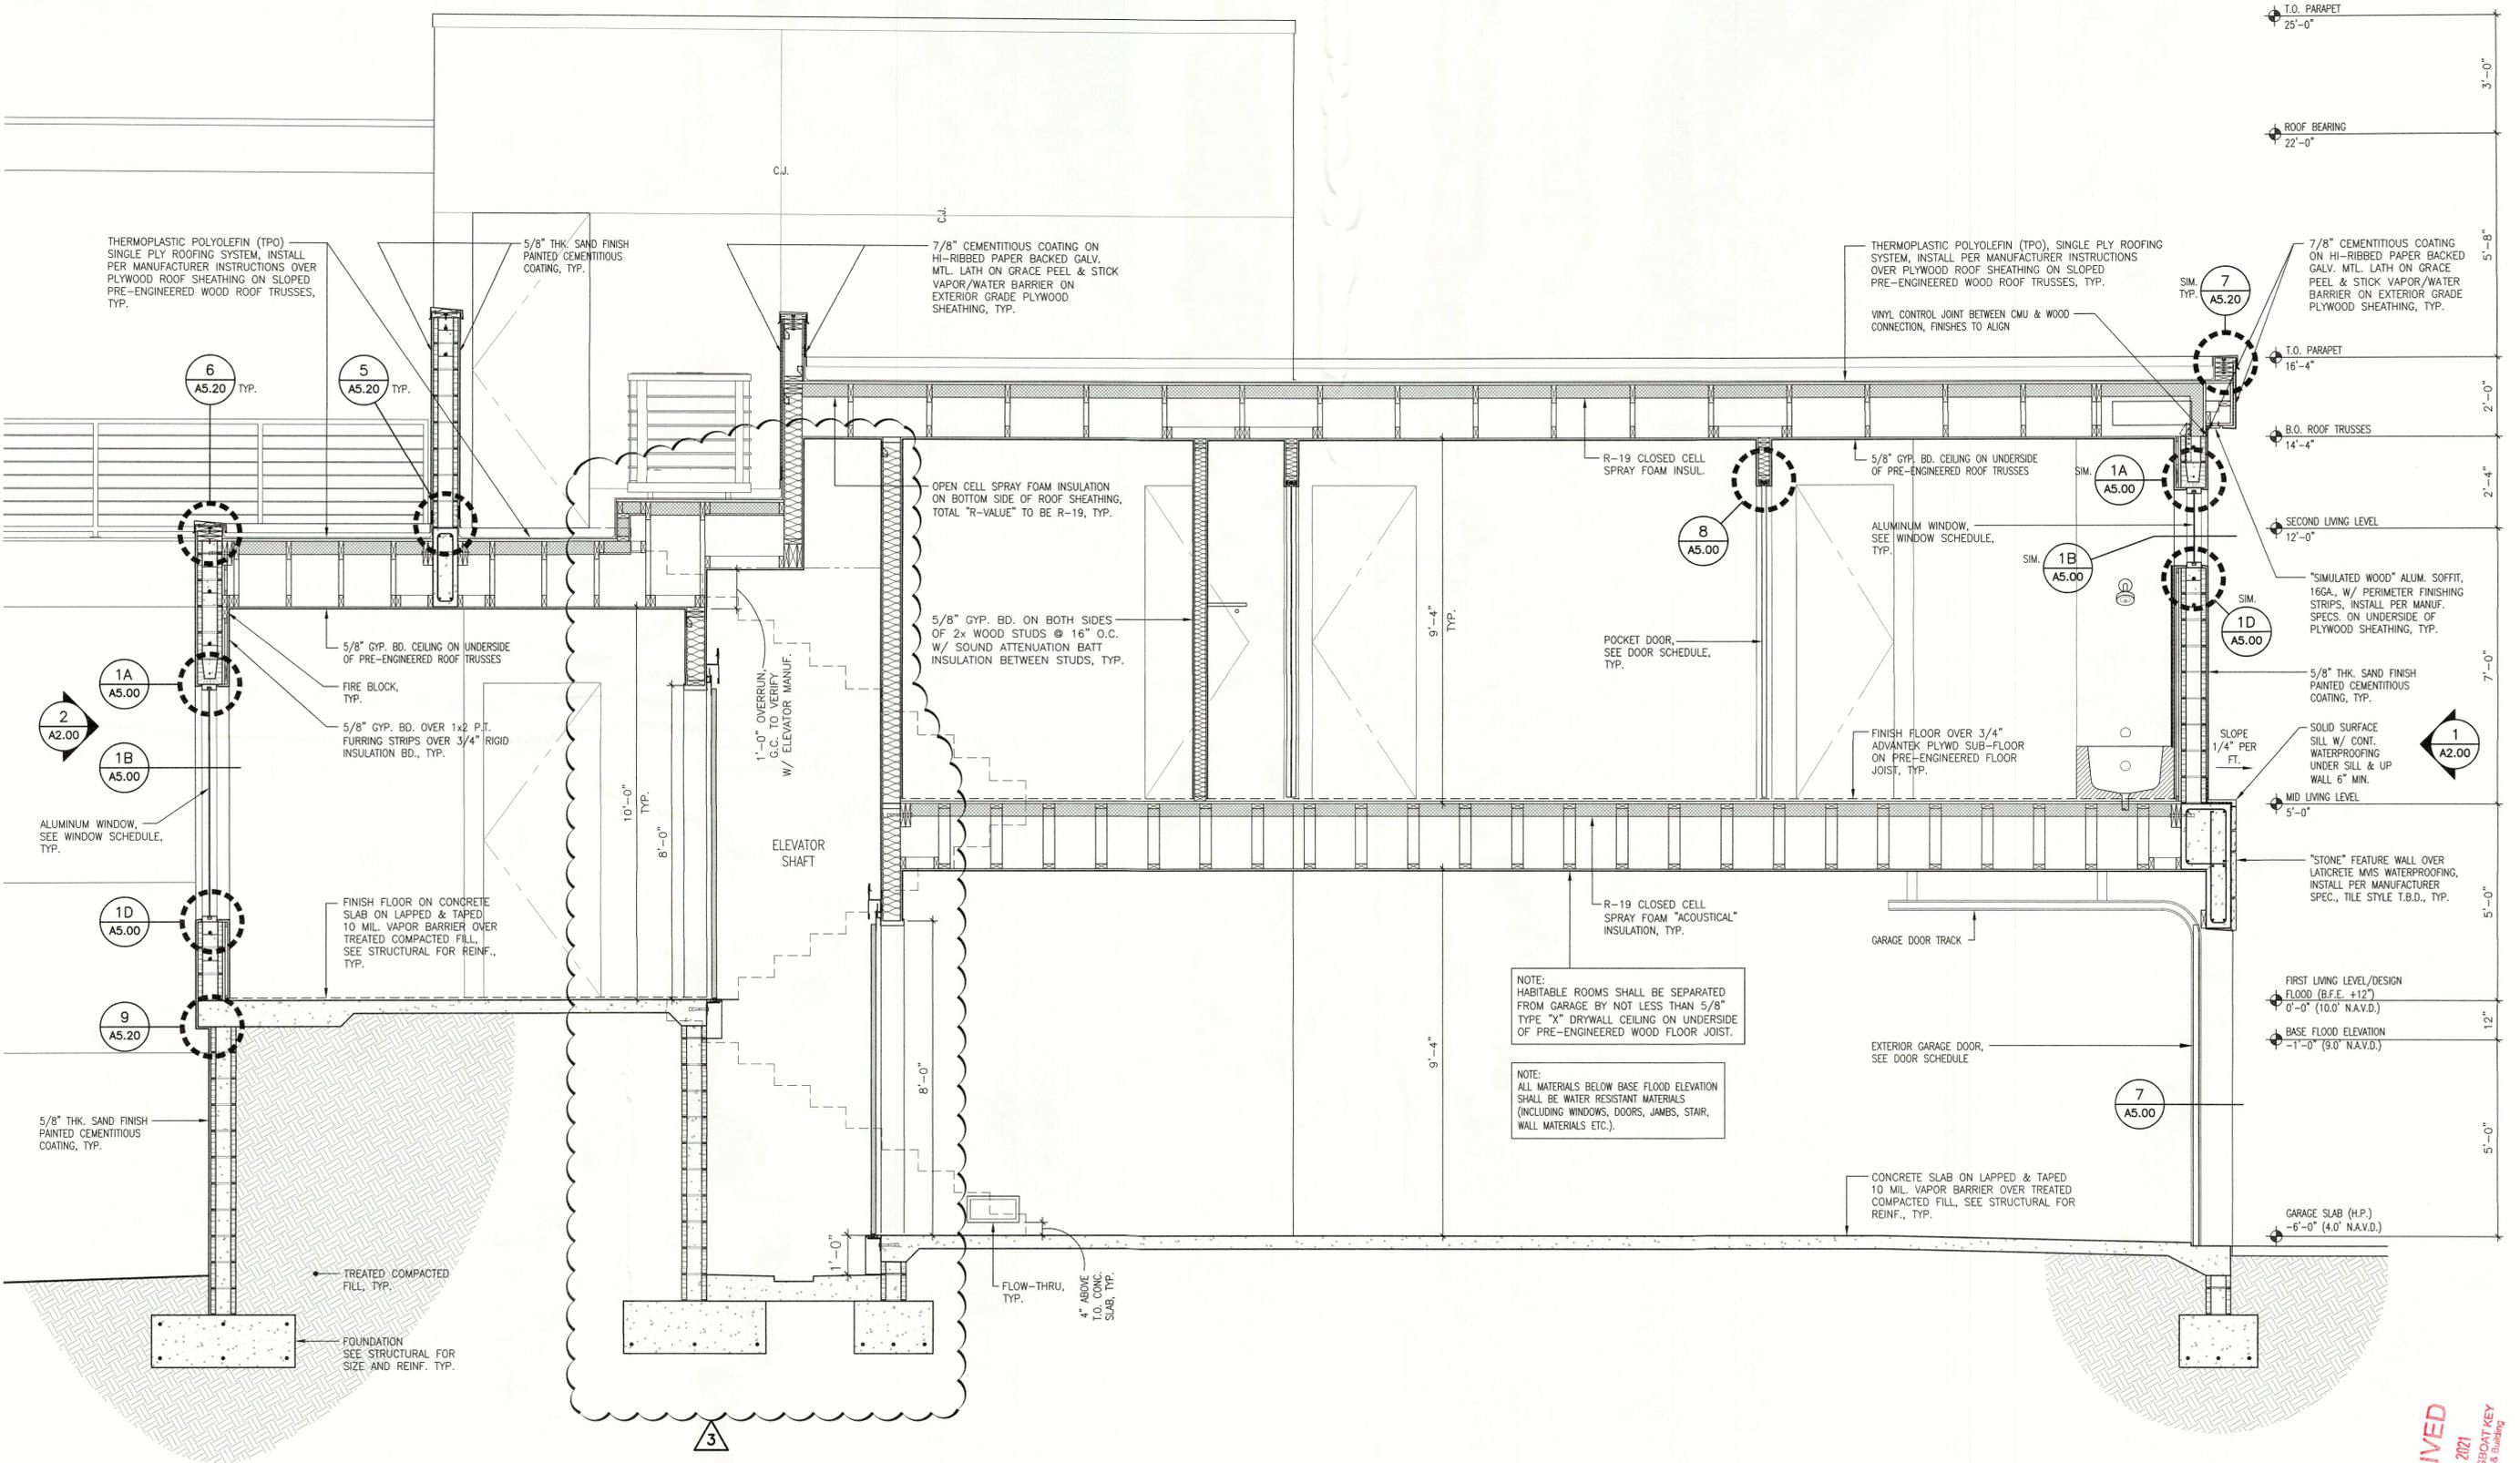 T.O. PARAPET
25'-0"
3'-0"
ROOF BEARING
22'-0"
5'-8"
C.J.
C.J.
THERMOPLASTIC POLYOLEFIN (TPO)
SINGLE PLY ROOFING SYSTEM, INSTALL
PER MANUFACTURER INSTRUCTIONS OVER
PLYWOOD ROOF SHEATHING ON SLOPED
PRE-ENGINEERED WOOD ROOF TRUSSES,
TYP.
5/8" THK. SAND FINISH
PAINTED CEMENTITIOUS
COATING, TYP.
7/8" CEMENTITIOUS COATING ON
HI-RIBBED PAPER BACKED GALV.
MTL. LATH ON GRACE PEEL & STICK
VAPOR/WATER BARRIER ON
EXTERIOR GRADE PLYWOOD
SHEATHING, TYP.
THERMOPLASTIC POLYOLEFIN (TPO), SINGLE PLY ROOFING
SYSTEM, INSTALL PER MANUFACTURER INSTRUCTIONS
OVER PLYWOOD ROOF SHEATHING ON SLOPED
PRE-ENGINEERED WOOD ROOF TRUSSES, TYP.
VINYL CONTROL JOINT BETWEEN CMU & WOOD
CONNECTION, FINISHES TO ALIGN
SIM.
TYP.
7
A5.20
7/8" CEMENTITIOUS COATING
ON HI-RIBBED PAPER BACKED
GALV. MTL. LATH ON GRACE
PEEL & STICK VAPOR/WATER
BARRIER ON EXTERIOR GRADE
PLYWOOD SHEATHING, TYP.
T.O. PARAPET
16'-4"
2'-0"
B.O. ROOF TRUSSES
14'-4"
2'-4"
SECOND LIVING LEVEL
12'-0"
6
A5.20
TYP.
5
A5.20
TYP.
OPEN CELL SPRAY FOAM INSULATION
ON BOTTOM SIDE OF ROOF SHEATHING,
TOTAL "R-VALUE" TO BE R-19, TYP.
R-19 CLOSED CELL
SPRAY FOAM INSUL.
5/8" GYP. BD. CEILING ON UNDERSIDE
OF PRE-ENGINEERED ROOF TRUSSES
SIM.
1A
A5.00
8
A5.00
ALUMINUM WINDOW,
SEE WINDOW SCHEDULE,
TYP.
SIM.
1B
A5.00
"SIMULATED WOOD" ALUM. SOFFIT,
16GA., W/ PERIMETER FINISHING
STRIPS, INSTALL PER MANUF.
SPECS. ON UNDERSIDE OF
PLYWOOD SHEATHING, TYP.
SIM.
1D
A5.00
5/8" GYP. BD. CEILING ON UNDERSIDE
OF PRE-ENGINEERED ROOF TRUSSES
1A
A5.00
FIRE BLOCK,
TYP.
2
A2.00
5/8" GYP. BD. OVER 1x2 P.T.
FURRING STRIPS OVER 3/4" RIGID
INSULATION BD., TYP.
1B
A5.00
ALUMINUM WINDOW,
SEE WINDOW SCHEDULE,
TYP.
10'-0"
TYP.
8'-0"
1'-0" OVERRUN,
G.C. TO VERIFY
W/ ELEVATOR MANUF.
ELEVATOR
SHAFT
5/8" GYP. BD. ON BOTH SIDES
OF 2x WOOD STUDS @ 16" O.C.
W/ SOUND ATTENUATION BATT
INSULATION BETWEEN STUDS, TYP.
9'-4"
TYP.
POCKET DOOR,
SEE DOOR SCHEDULE,
TYP.
FINISH FLOOR OVER 3/4"
ADVANTEK PLYWD SUB-FLOOR
ON PRE-ENGINEERED FLOOR
JOIST, TYP.
5/8" THK. SAND FINISH
PAINTED CEMENTITIOUS
COATING, TYP.
7'-0"
SLOPE
1/4" PER
FT.
SOLID SURFACE
SILL W/ CONT.
WATERPROOFING
UNDER SILL & UP
WALL 6" MIN.
1
A2.00
MID LIVING LEVEL
5'-0"
"STONE" FEATURE WALL OVER
LATICRETE MVIS WATERPROOFING,
INSTALL PER MANUFACTURER
SPEC., TILE STYLE T.B.D., TYP.
5'-0"
1D
A5.00
FINISH FLOOR ON CONCRETE
SLAB ON LAPPED & TAPED
10 MIL. VAPOR BARRIER OVER
TREATED COMPACTED FILL,
SEE STRUCTURAL FOR REINF.,
TYP.
R-19 CLOSED CELL
SPRAY FOAM "ACOUSTICAL"
INSULATION, TYP.
GARAGE DOOR TRACK
9
A5.20
NOTE:
HABITABLE ROOMS SHALL BE SEPARATED
FROM GARAGE BY NOT LESS THAN 5/8"
TYPE "X" DRYWALL CEILING ON UNDERSIDE
OF PRE-ENGINEERED WOOD FLOOR JOIST.
FIRST LIVING LEVEL/DESIGN
FLOOD (B.F.E. +12")
0'-0" (10.0' N.A.V.D.)
12"
BASE FLOOD ELEVATION
-1'-0" (9.0' N.A.V.D.)
8'-0"
9'-4"
EXTERIOR GARAGE DOOR,
SEE DOOR SCHEDULE
NOTE:
ALL MATERIALS BELOW BASE FLOOD ELEVATION
SHALL BE WATER RESISTANT MATERIALS
(INCLUDING WINDOWS, DOORS, JAMBS, STAIR,
WALL MATERIALS ETC.).
7
A5.00
5'-0"
5/8" THK. SAND FINISH
PAINTED CEMENTITIOUS
COATING, TYP.
CONCRETE SLAB ON LAPPED & TAPED
10 MIL. VAPOR BARRIER OVER TREATED
COMPACTED FILL, SEE STRUCTURAL FOR
REINF., TYP.
GARAGE SLAB (H.P.)
-6'-0" (4.0' N.A.V.D.)
1'-0"
TREATED COMPACTED
FILL, TYP.
FLOW-THRU,
TYP.
4" ABOVE
T.O. CONC.
SLAB, TYP.
FOUNDATION
SEE STRUCTURAL FOR
SIZE AND REINF. TYP.
3
IVED
2021
GBOAT KEY
& Building